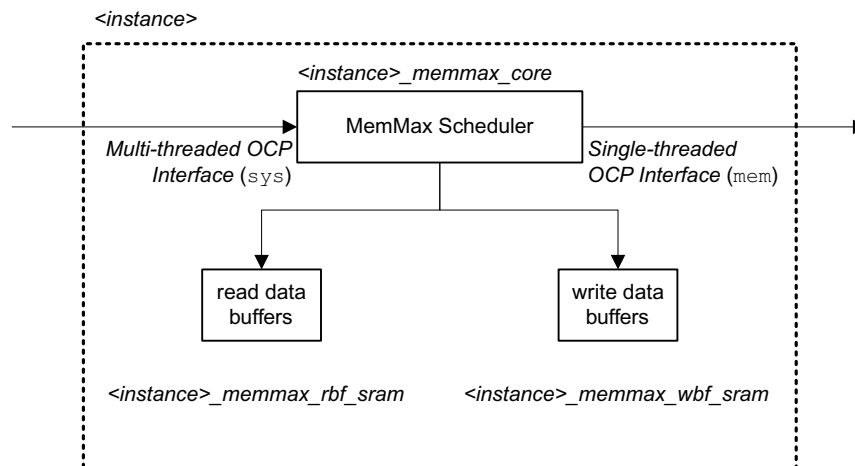 <instance>
<instance>_memmax_core
MemMax Scheduler
Multi-threaded OCP
Interface (sys)
Single-threaded
OCP Interface (mem)
read data
buffers
write data
buffers
<instance>_memmax_rbf_sram
<instance>_memmax_wbf_sram